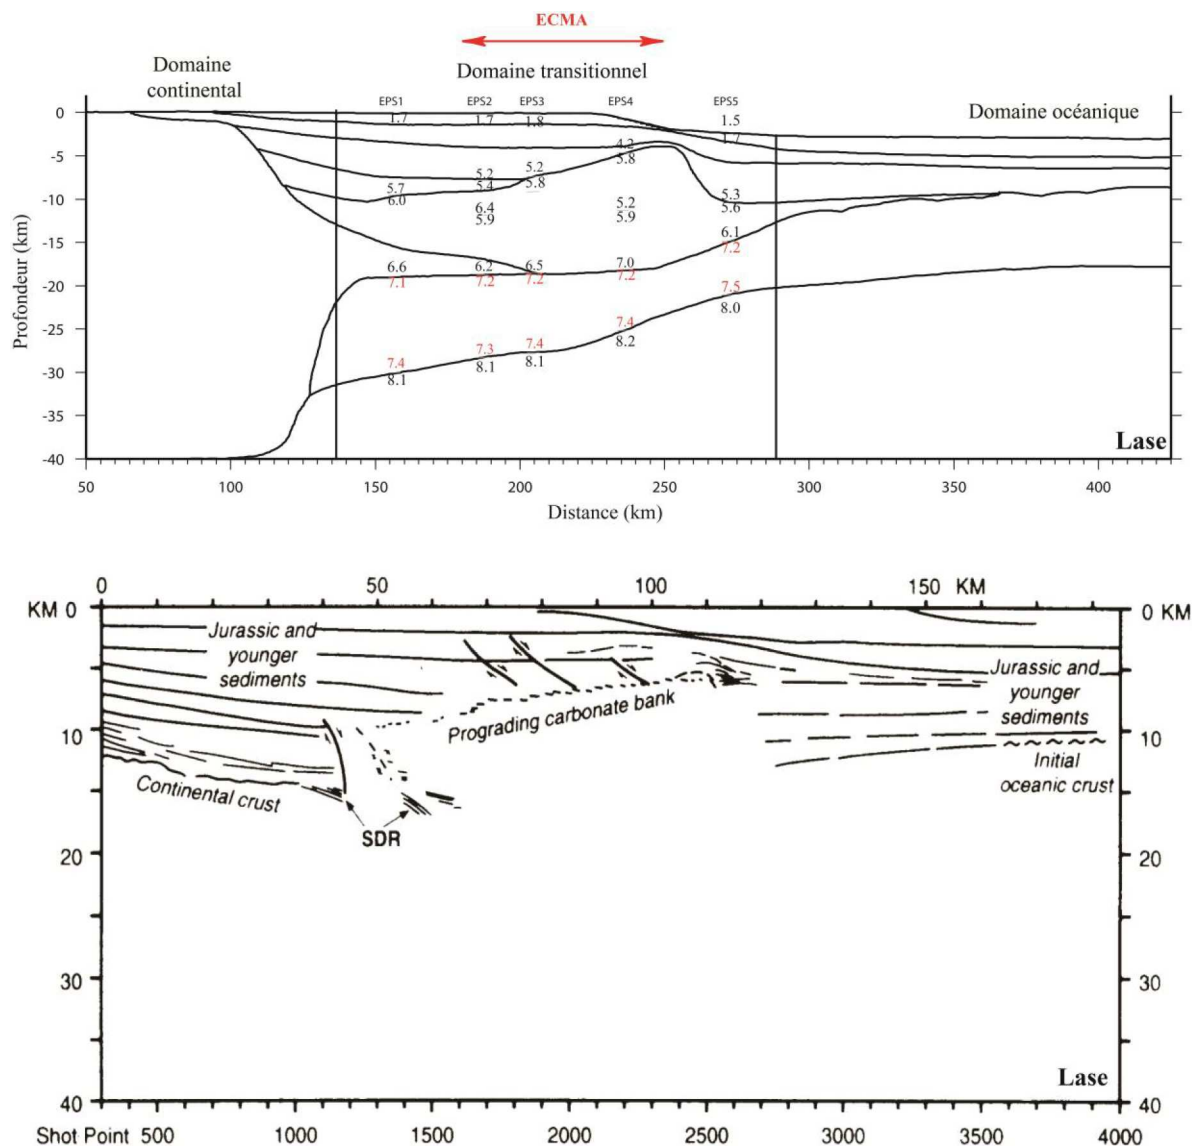 ECMA
Domaine
continental
Domaine transitionnel
Domaine océanique
EPS1 EPS2 EPS3 EPS4 EPS5
1.7 1.7 1.8 1.5
1.7
4.2
5.8
5.2 5.2
5.4 5.8
5.7
6.0
6.4
5.9
5.2
5.9
5.3
5.6
6.1
7.2
6.6 6.2 6.5 7.0
7.1 7.2 7.2 7.2
7.5
8.0
7.4
8.2
7.4 7.3 7.4
8.1 8.1 8.1
Profondeur (km)
0
-5
-10
-15
-20
-25
-30
-35
-40
Lase
50 100 150 200 250 300 350 400
Distance (km)
0 50 100 150 KM
KM 0
10
20
30
40
0 KM
10
20
30
40
Jurassic and
younger
sediments
Prograding carbonate bank
Continental crust
SDR
Jurassic and
younger
sediments
Initial
oceanic crust
Lase
Shot Point 500 1000 1500 2000 2500 3000 3500 4000